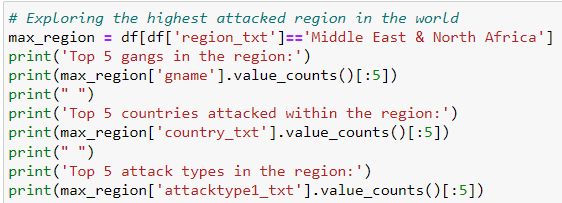 # Exploring the highest attacked region in the world
max_region = df[df['region_txt']=='Middle East & North Africa']
print('Top 5 gangs in the region:')
print(max_region['gname'].value_counts()[:5])
print(" ")
print('Top 5 countries attacked within the region:')
print(max_region['country_txt'].value_counts()[:5])
print(" ")
print('Top 5 attack types in the region:')
print(max_region['attacktype1_txt'].value_counts()[:5])